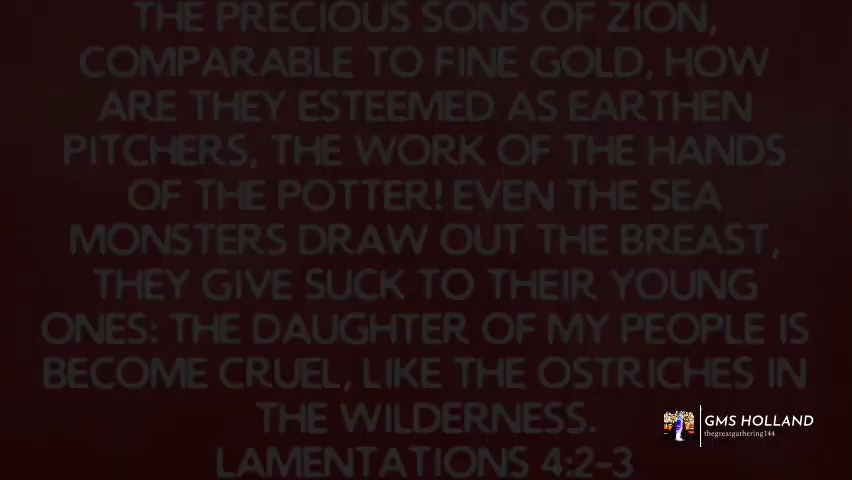 THE PRECIOUS SONS OF ZION,
COMPARABLE TO FINE GOLD, HOW
ARE THEY ESTEEMED AS EARTHEN
PITCHERS, THE WORK OF THE HANDS
OF THE POTTER! EVEN THE SEA
MONSTERS DRAW OUT THE BREAST,
THEY GIVE SUCK TO THEIR YOUNG
ONES: THE DAUGHTER OF MY PEOPLE IS
BECOME CRUEL, LIKE THE OSTRICHES IN
THE WILDERNESS.
LAMENTATIONS 4:2-3
GMS HOLLAND
thegreatgathering144